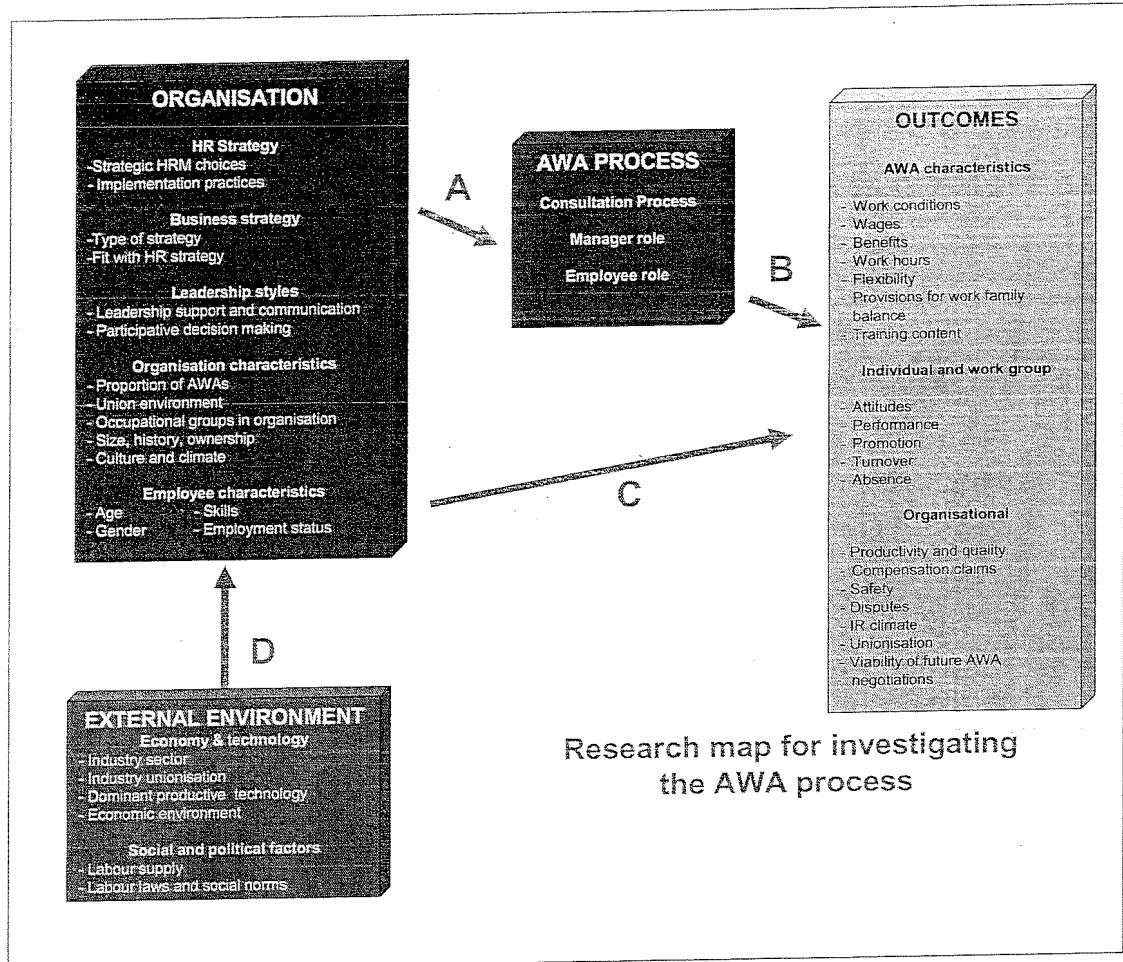 ORGANISATION
HR Strategy
-Strategic HRM choices
- Implementation practices
Business strategy
-Type of strategy
-Fit with HR strategy
Leadership styles
- Leadership support and communication
- Participative decision making
Organisation characteristics
- Proportion of AWAs
- Union environment
- Occupational groups in organisation
- Size, history, ownership
- Culture and climate
Employee characteristics
- Age - Skills
- Gender - Employment status
A
AWA PROCESS
Consultation Process
Manager role
Employee role
B
OUTCOMES
AWA characteristics
- Work conditions
- Wages
- Benefits
- Work hours
- Flexibility
- Provisions for work family
balance
- Training content
Individual and work group
- Attitudes
- Performance
- Promotion
- Turnover
- Absence
Organisational
- Productivity and quality
- Compensation claims
- Safety
- Disputes
- IR climate
- Unionisation
- Viability of future AWA
negotiations
C
D
EXTERNAL ENVIRONMENT
Economy & technology
- Industry sector
- Industry unionisation
- Dominant productive technology
- Economic environment
Social and political factors
- Labour supply
- Labour laws and social norms
Research map for investigating
the AWA process